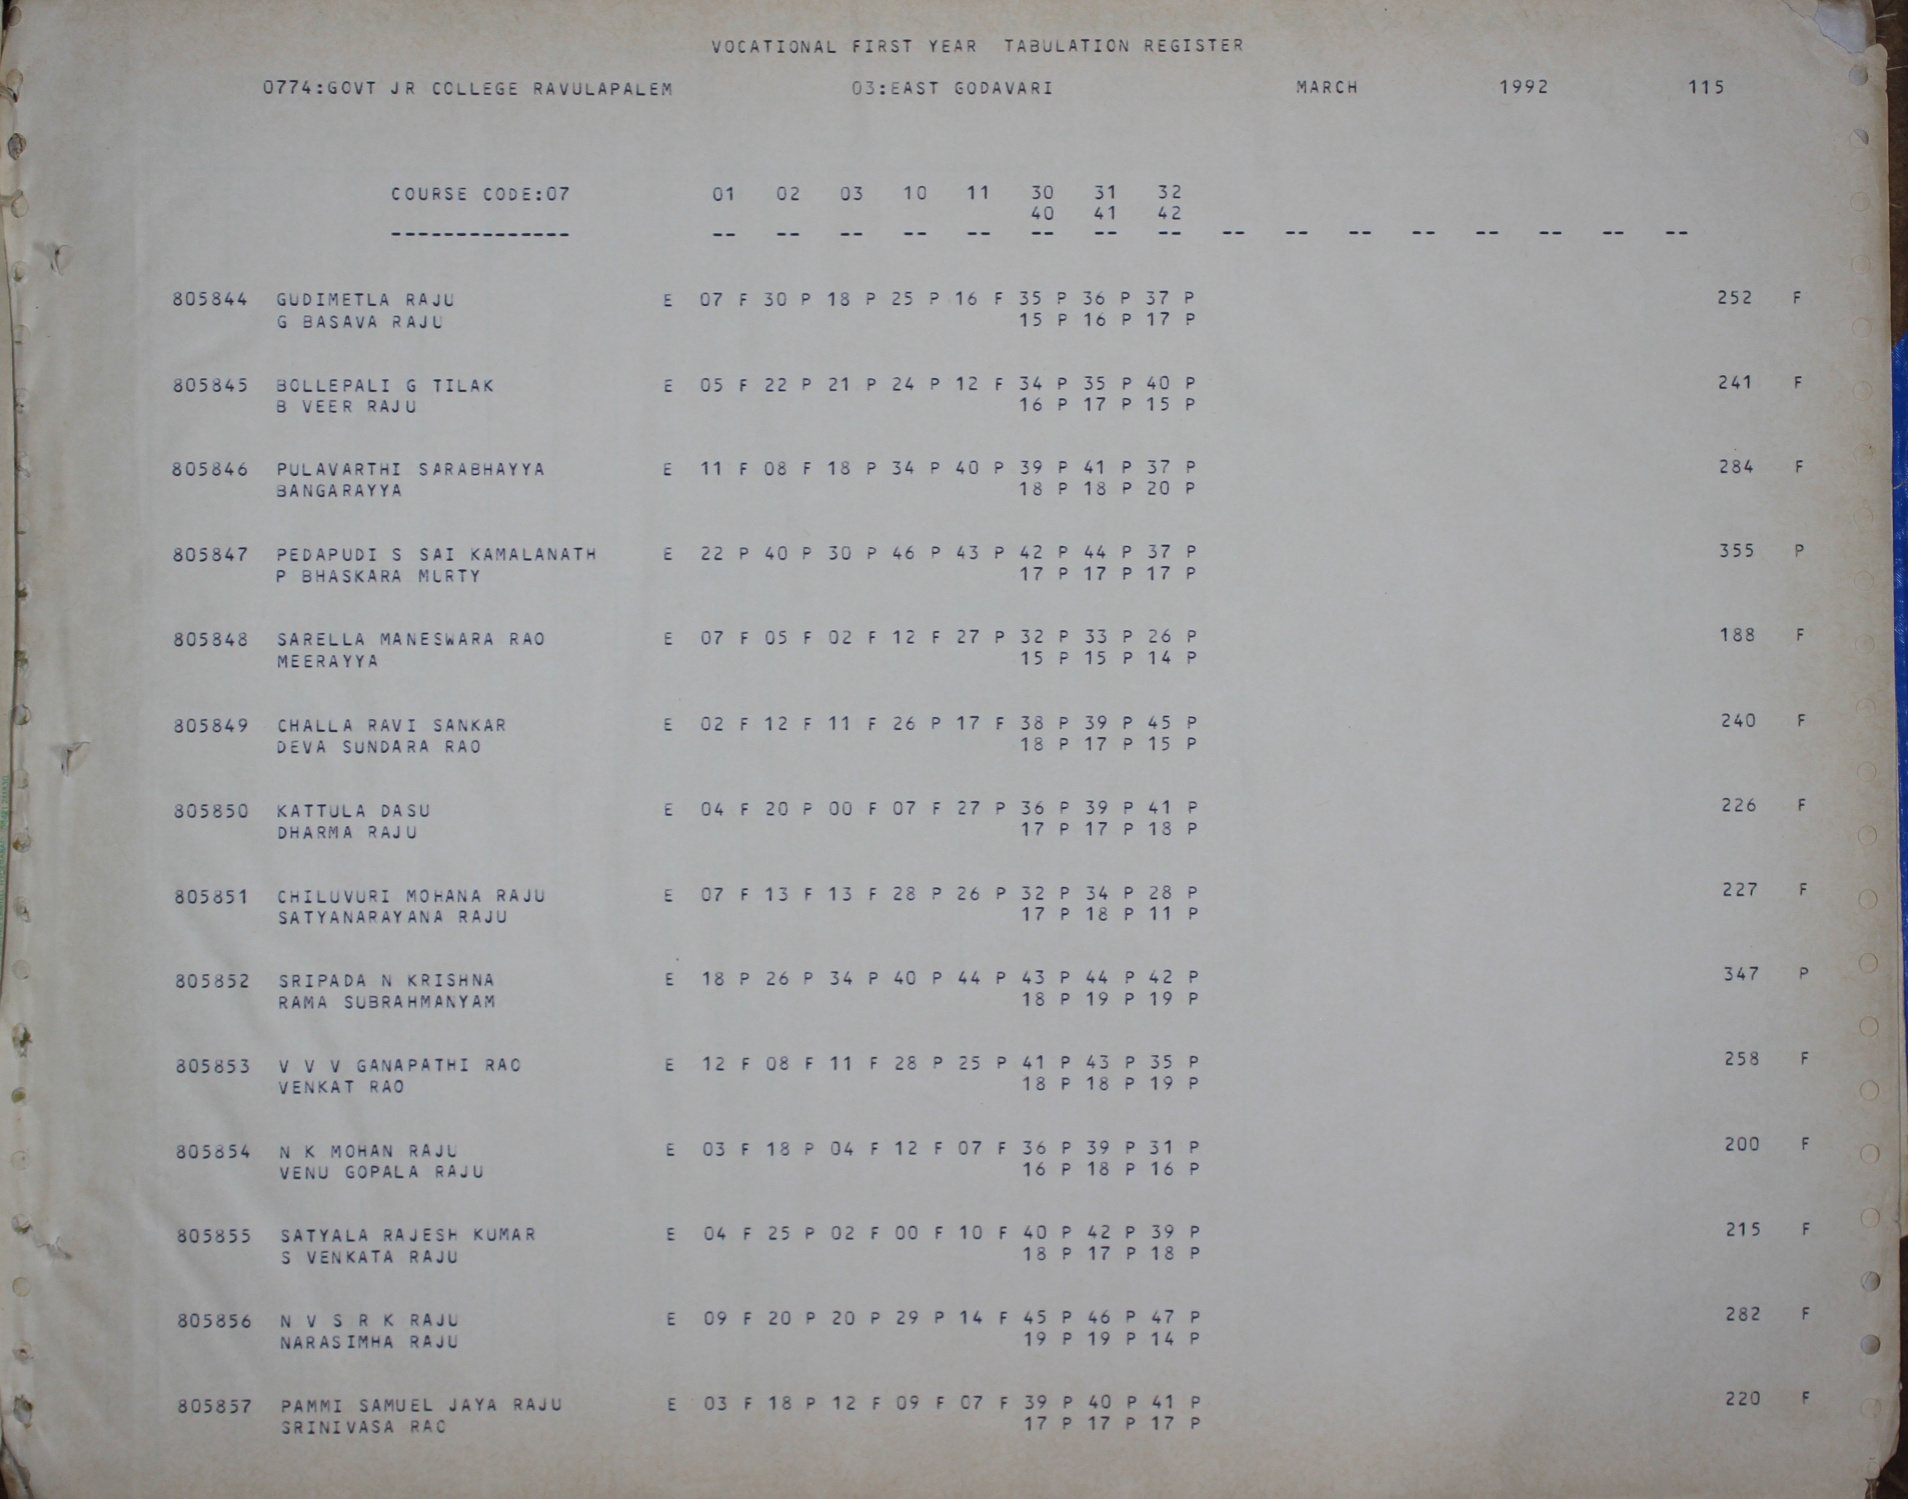 VOCATIONAL FIRST YEAR TABULATION REGISTER
0774:GOVT JR COLLEGE RAVULAPALEM 03:EAST GODAVARI MARCH 1992 115
COURSE CODE:07 01 02 03 10 11 30 31 32
40 41 42
-------------- -- -- -- -- -- -- -- -- -- -- -- -- -- -- -- --
805844 GUDIMETLA RAJU E 07 F 30 P 18 P 25 P 16 F 35 P 36 P 37 P 252 F
G BASAVA RAJU 15 P 16 P 17 P
805845 BOLLEPALI G TILAK E 05 F 22 P 21 P 24 P 12 F 34 P 35 P 40 P 241 F
B VEER RAJU 16 P 17 P 15 P
805846 PULAVARTHI SARABHAYYA E 11 F 08 F 18 P 34 P 40 P 39 P 41 P 37 P 284 F
BANGARAYYA 18 P 18 P 20 P
805847 PEDAPUDI S SAI KAMALANATH E 22 P 40 P 30 P 46 P 43 P 42 P 44 P 37 P 355 P
P BHASKARA MURTY 17 P 17 P 17 P
805848 SARELLA MANESWARA RAO E 07 F 05 F 02 F 12 F 27 P 32 P 33 P 26 P 188 F
MEERAYYA 15 P 15 P 14 P
805849 CHALLA RAVI SANKAR E 02 F 12 F 11 F 26 P 17 F 38 P 39 P 45 P 240 F
DEVA SUNDARA RAO 18 P 17 P 15 P
805850 KATTULA DASU E 04 F 20 P 00 F 07 F 27 P 36 P 39 P 41 P 226 F
DHARMA RAJU 17 P 17 P 18 P
805851 CHILUVURI MOHANA RAJU E 07 F 13 F 13 F 28 P 26 P 32 P 34 P 28 P 227 F
SATYANARAYANA RAJU 17 P 18 P 11 P
805852 SRIPADA N KRISHNA E 18 P 26 P 34 P 40 P 44 P 43 P 44 P 42 P 347 P
RAMA SUBRAHMANYAM 18 P 19 P 19 P
805853 V V V GANAPATHI RAO E 12 F 08 F 11 F 28 P 25 P 41 P 43 P 35 P 258 F
VENKAT RAO 18 P 18 P 19 P
805854 N K MOHAN RAJU E 03 F 18 P 04 F 12 F 07 F 36 P 39 P 31 P 200 F
VENU GOPALA RAJU 16 P 18 P 16 P
805855 SATYALA RAJESH KUMAR E 04 F 25 P 02 F 00 F 10 F 40 P 42 P 39 P 215 F
S VENKATA RAJU 18 P 17 P 18 P
805856 N V S R K RAJU E 09 F 20 P 20 P 29 P 14 F 45 P 46 P 47 P 282 F
NARASIMHA RAJU 19 P 19 P 14 P
805857 PAMMI SAMUEL JAYA RAJU E 03 F 18 P 12 F 09 F 07 F 39 P 40 P 41 P 220 F
SRINIVASA RAO 17 P 17 P 17 P